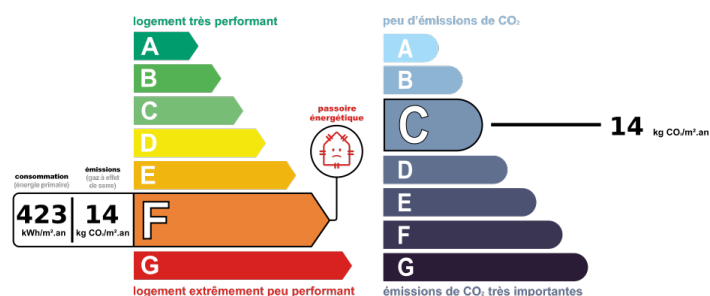 logement très performant
A
B
C
D
E
F
G
passoire
énergétique
consommation
(énergie primaire)
émissions
(gaz à effet
de serre)
423
kWh/m².an
14
kg CO₂/m².an
logement extrêmement peu performant
peu d'émissions de CO₂
A
B
C
D
E
F
G
14
kg CO₂/m².an
émissions de CO₂ très importantes